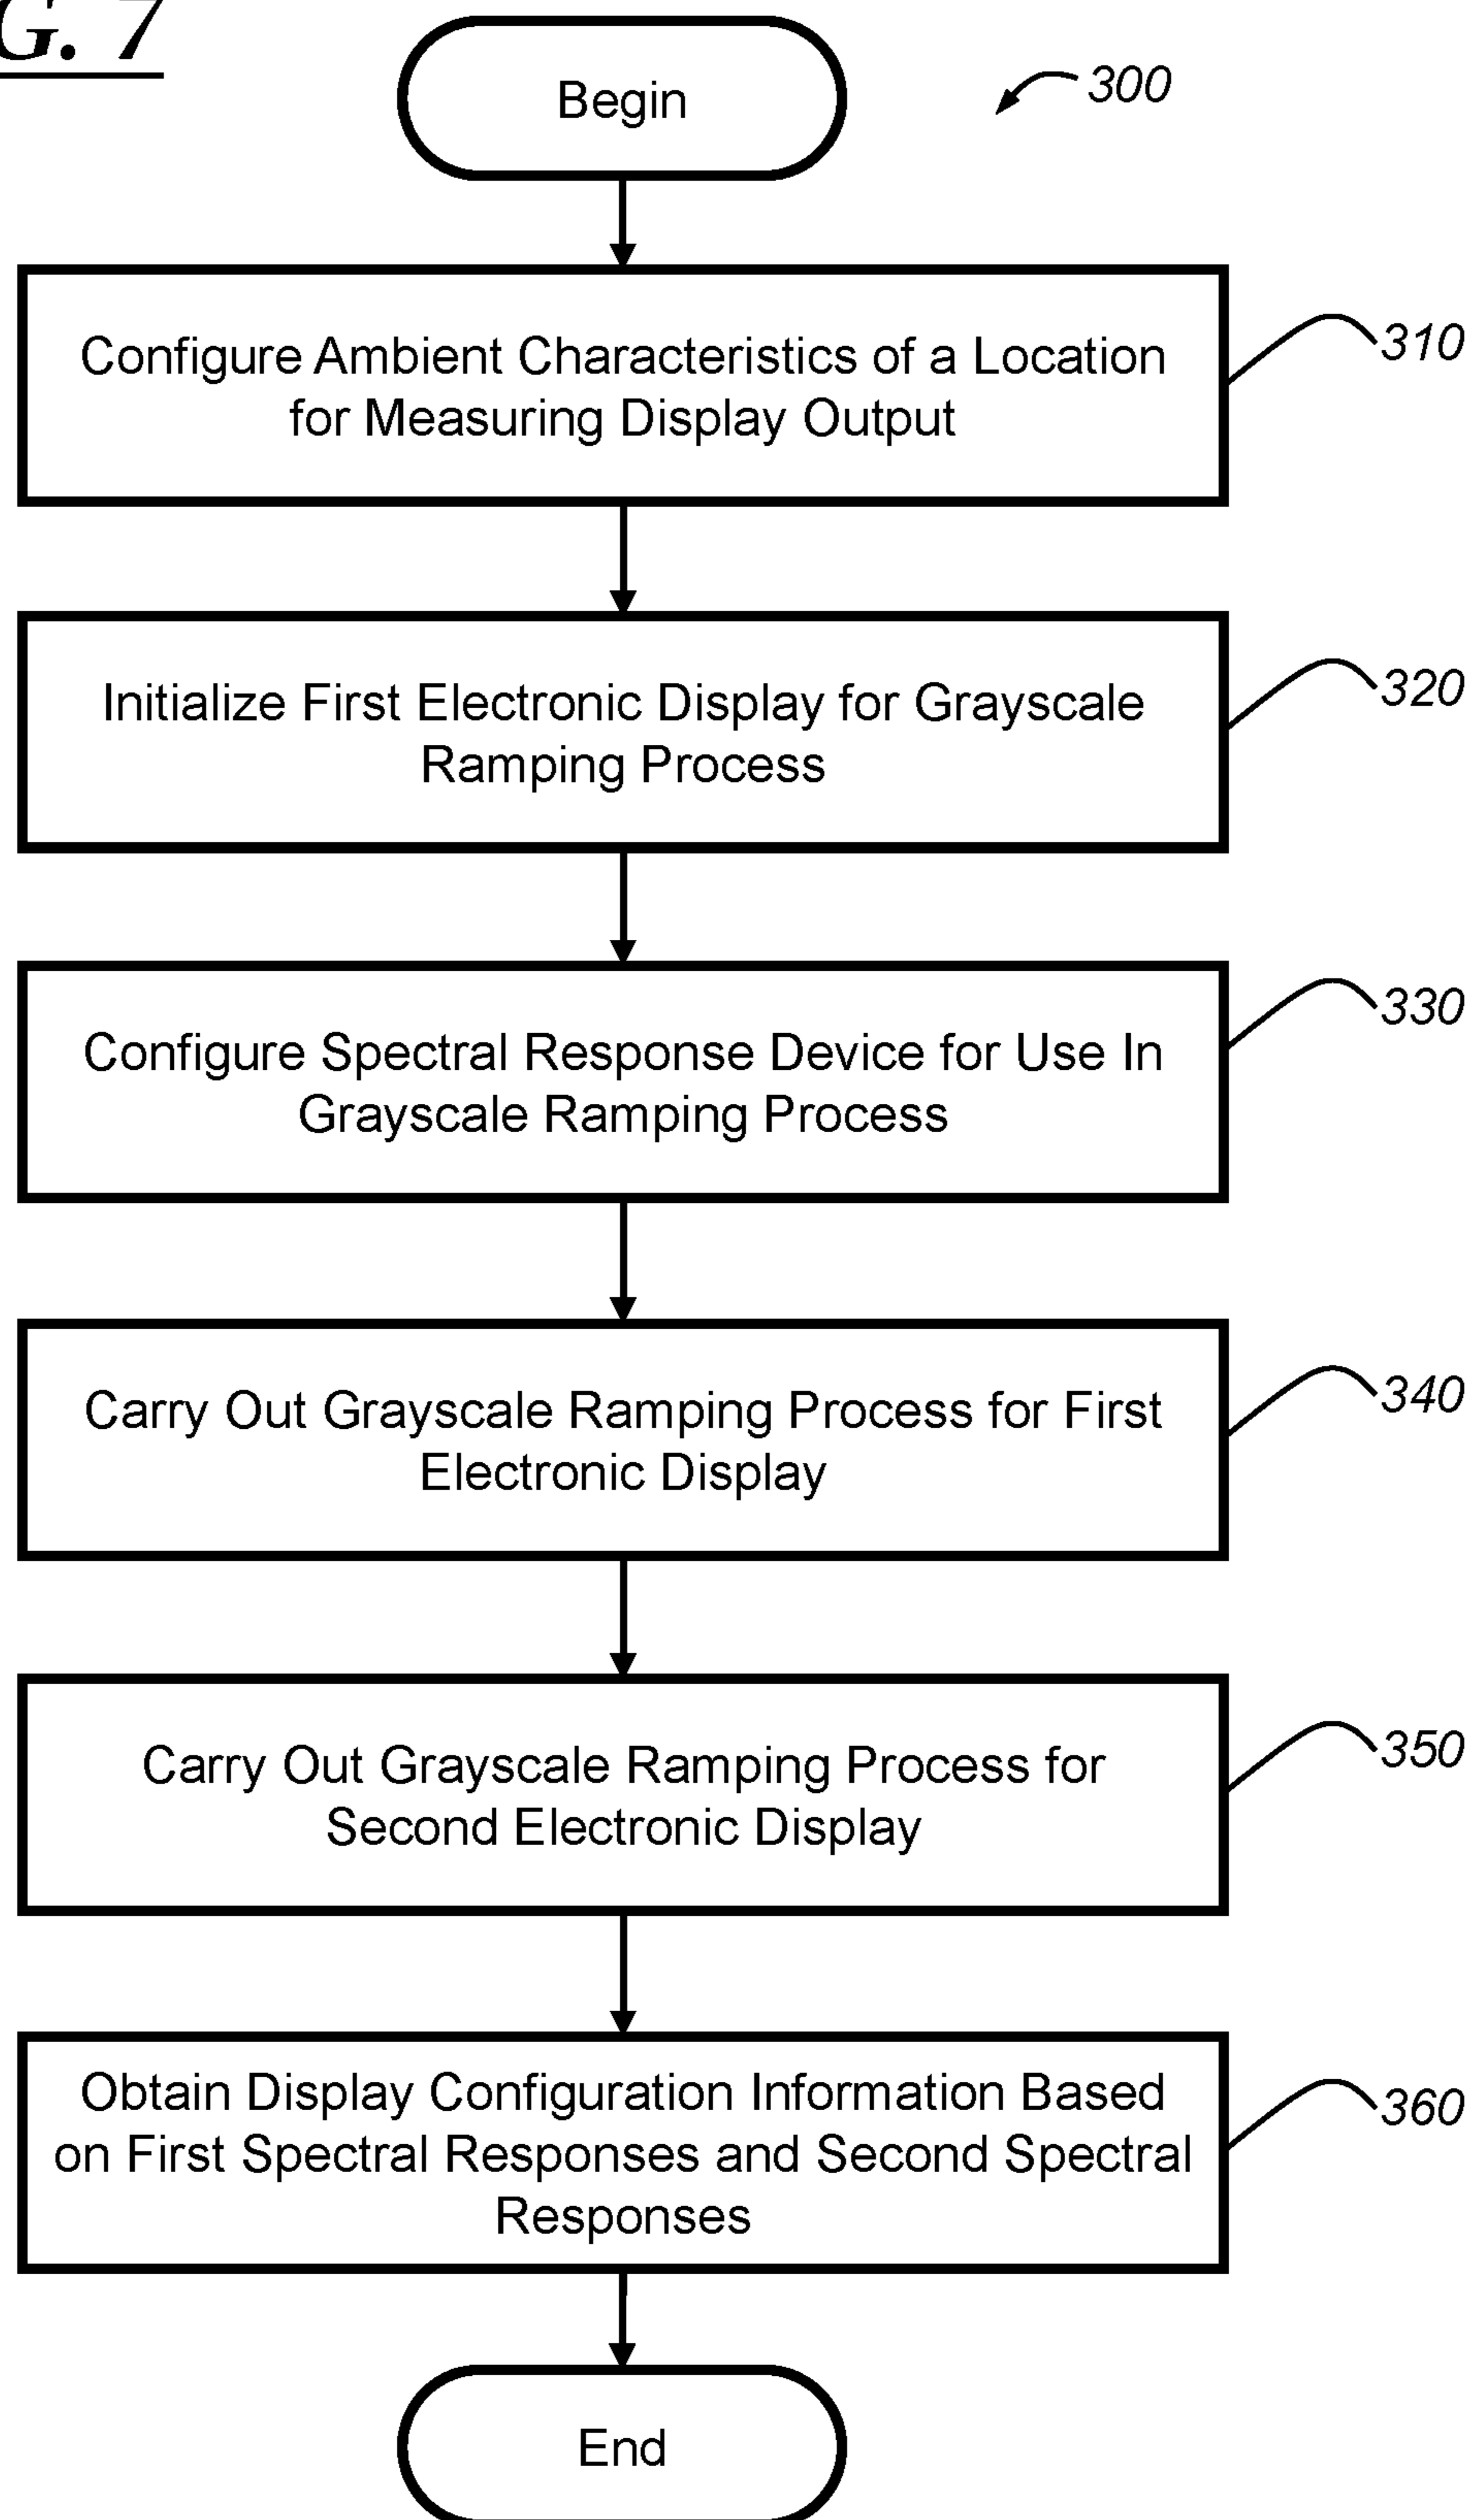 G. 7
Begin
300
Configure Ambient Characteristics of a Location
for Measuring Display Output
310
Initialize First Electronic Display for Grayscale
Ramping Process
320
Configure Spectral Response Device for Use In
Grayscale Ramping Process
330
Carry Out Grayscale Ramping Process for First
Electronic Display
340
Carry Out Grayscale Ramping Process for
Second Electronic Display
350
Obtain Display Configuration Information Based
on First Spectral Responses and Second Spectral
Responses
360
End